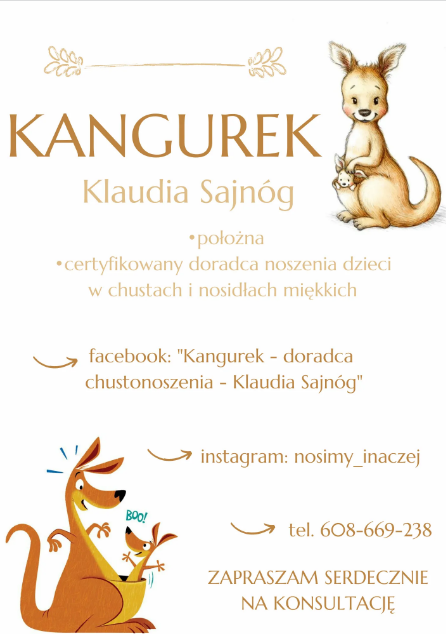 KANGUREK
Klaudia Sajnóg
•położna
•certyfikowany doradca noszenia dzieci
w chustach i nosidłach miękkich
facebook: "Kangurek - doradca
chustonoszenia - Klaudia Sajnóg"
instagram: nosimy_inaczej
BOO!
tel. 608-669-238
ZAPRASZAM SERDECZNIE
NA KONSULTACJĘ